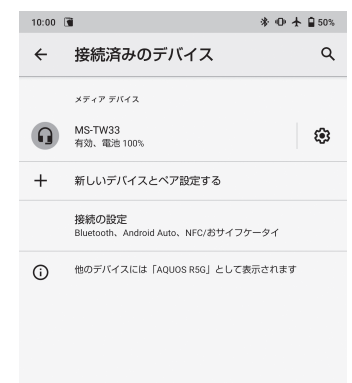 10:00 50%
接続済みのデバイス
メディア デバイス
MS-TW33
有効、電池 100%
新しいデバイスとペア設定する
接続の設定
Bluetooth、Android Auto、NFC/おサイフケータイ
他のデバイスには「AQUOS R5G」として表示されます